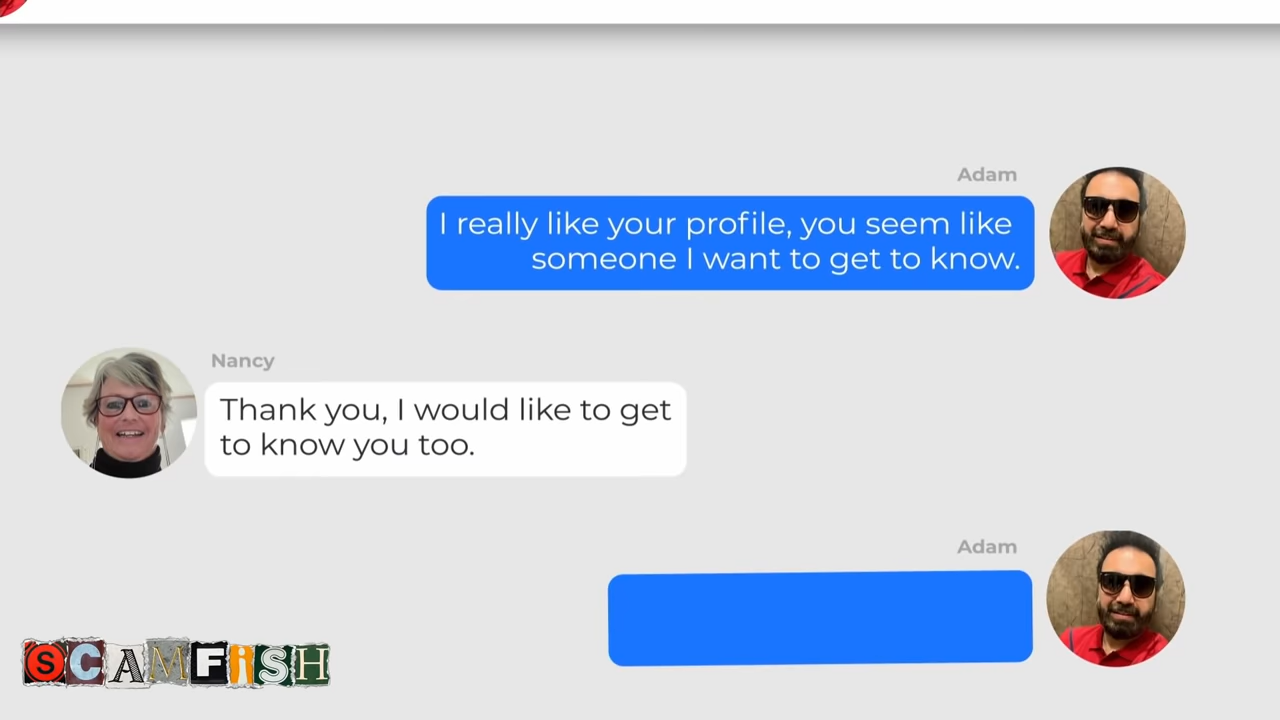 Adam
I really like your profile, you seem like
someone I want to get to know.
Nancy
Thank you, I would like to get
to know you too.
Adam
SCAMFiSH